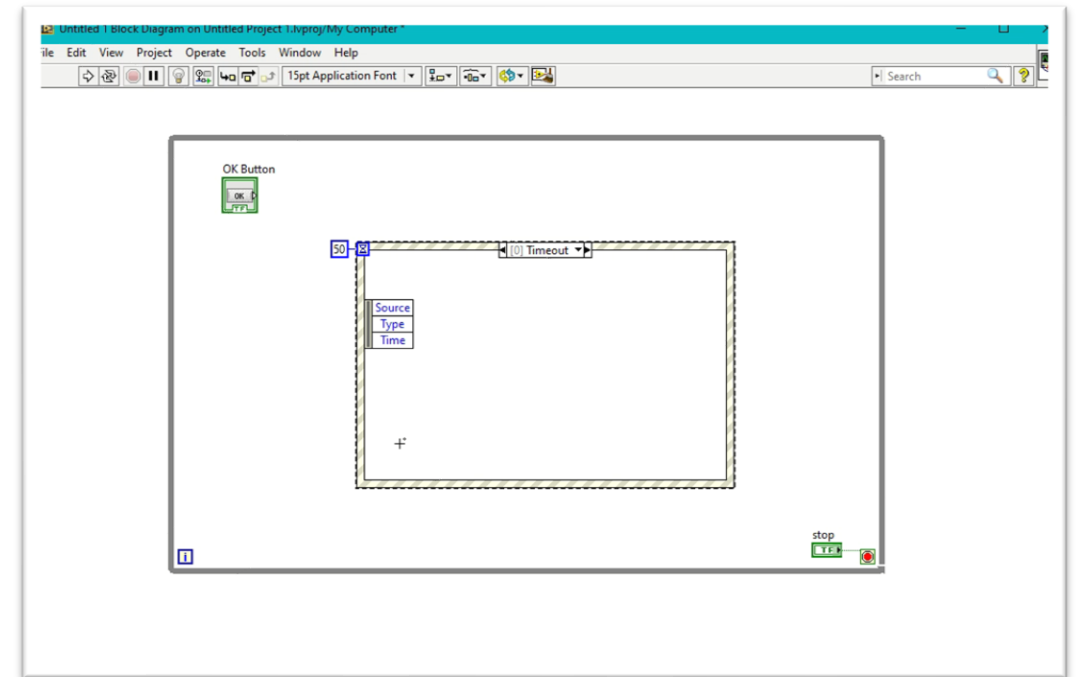 Untitled 1 Block Diagram on Untitled Project 1.lvproj/My Computer *
ile Edit View Project Operate Tools Window Help
15pt Application Font
Search
?
OK Button
OK
TF
50
[0] Timeout
Source
Type
Time
stop
TF
i